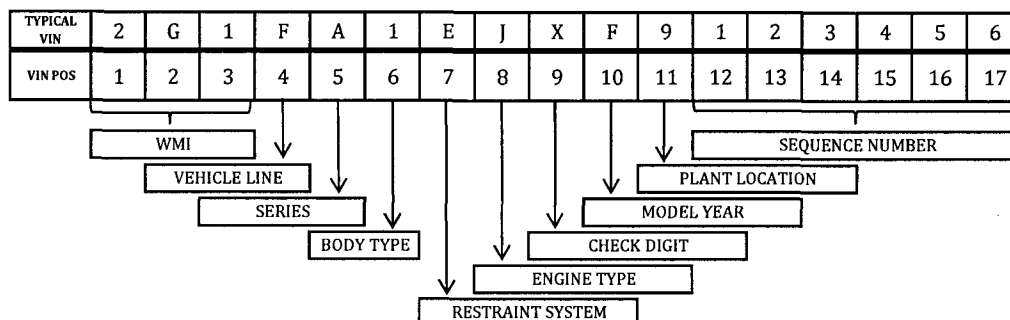 TYPICAL VIN 2 G 1 F A 1 E J X F 9 1 2 3 4 5 6
VIN POS 1 2 3 4 5 6 7 8 9 10 11 12 13 14 15 16 17
WMI SEQUENCE NUMBER
VEHICLE LINE PLANT LOCATION
SERIES MODEL YEAR
BODY TYPE CHECK DIGIT
ENGINE TYPE
RESTRAINT SYSTEM